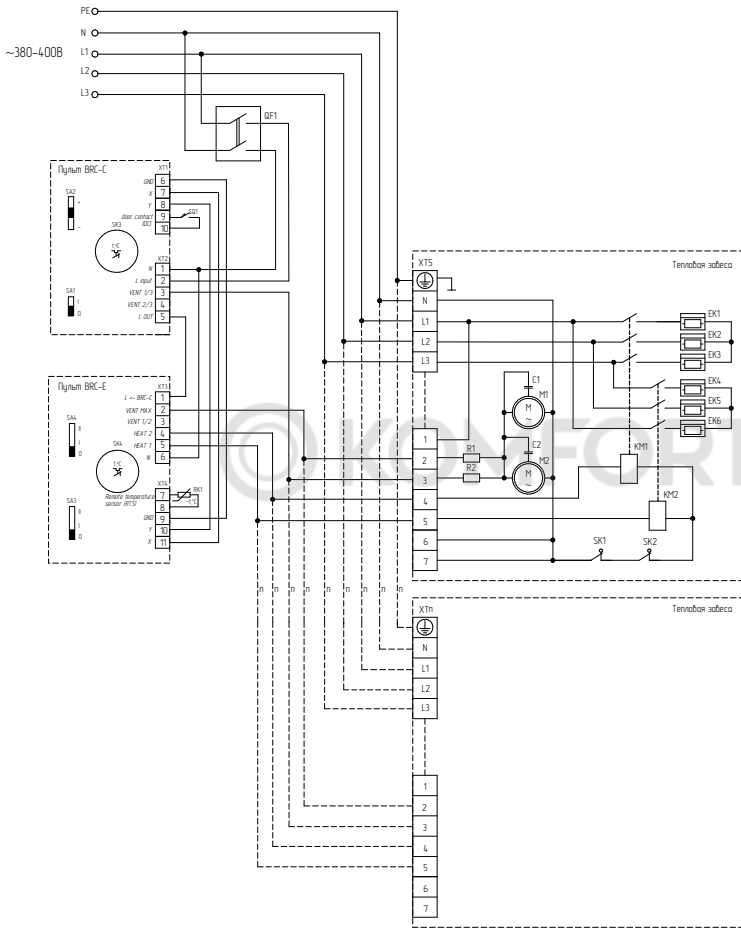 PE
N
~380-400В
L1
L2
L3
QF1
Пульт BRC-C
XT1
SA2
+
-
SK3
t,°C
SA1
I
0
GND 6
X 7
Y 8
door contact (DC) 9
10
SQ1
XT2
N 1
L input 2
VENT 1/3 3
VENT 2/3 4
L OUT 5
Пульт BRC-E
XT3
SA4
II
I
0
SK4
t,°C
SA3
II
I
0
L <- BRC-C 1
VENT MAX 2
VENT 1/2 3
HEAT 2 4
HEAT 1 5
N 6
XT4
Remote temperature
sensor (RTS)
7
RK1
-t,°C
8
GND 9
Y 10
X 11
n n n n n n n n n
XT5
Тепловая завеса
N
L1
L2
L3
EK1
EK2
EK3
EK4
EK5
EK6
C1
M1
M
~
C2
M2
M
~
R1
R2
KM1
KM2
SK1
SK2
1
2
3
4
5
6
7
KOMFORT
XTn
Тепловая завеса
N
L1
L2
L3
1
2
3
4
5
6
7